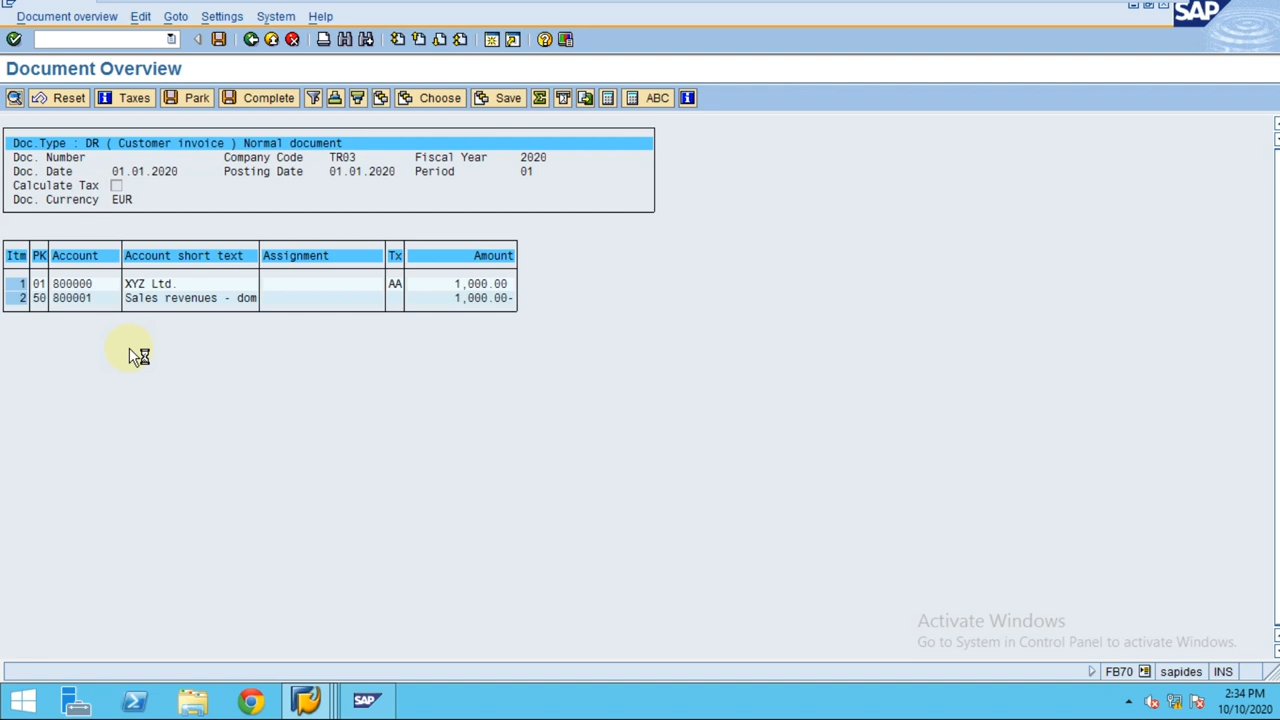 Document overview Edit Goto Settings System Help
SAP
Document Overview
Reset Taxes Park Complete Choose Save ABC
Doc.Type : DR ( Customer invoice ) Normal document
Doc. Number Company Code TR03 Fiscal Year 2020
Doc. Date 01.01.2020 Posting Date 01.01.2020 Period 01
Calculate Tax
Doc. Currency EUR
Itm PK Account Account short text Assignment Tx Amount
1 01 800000 XYZ Ltd. AA 1,000.00
2 50 800001 Sales revenues - dom 1,000.00-
Activate Windows
Go to System in Control Panel to activate Windows.
FB70 sapides INS
SAP
2:34 PM
10/10/2020